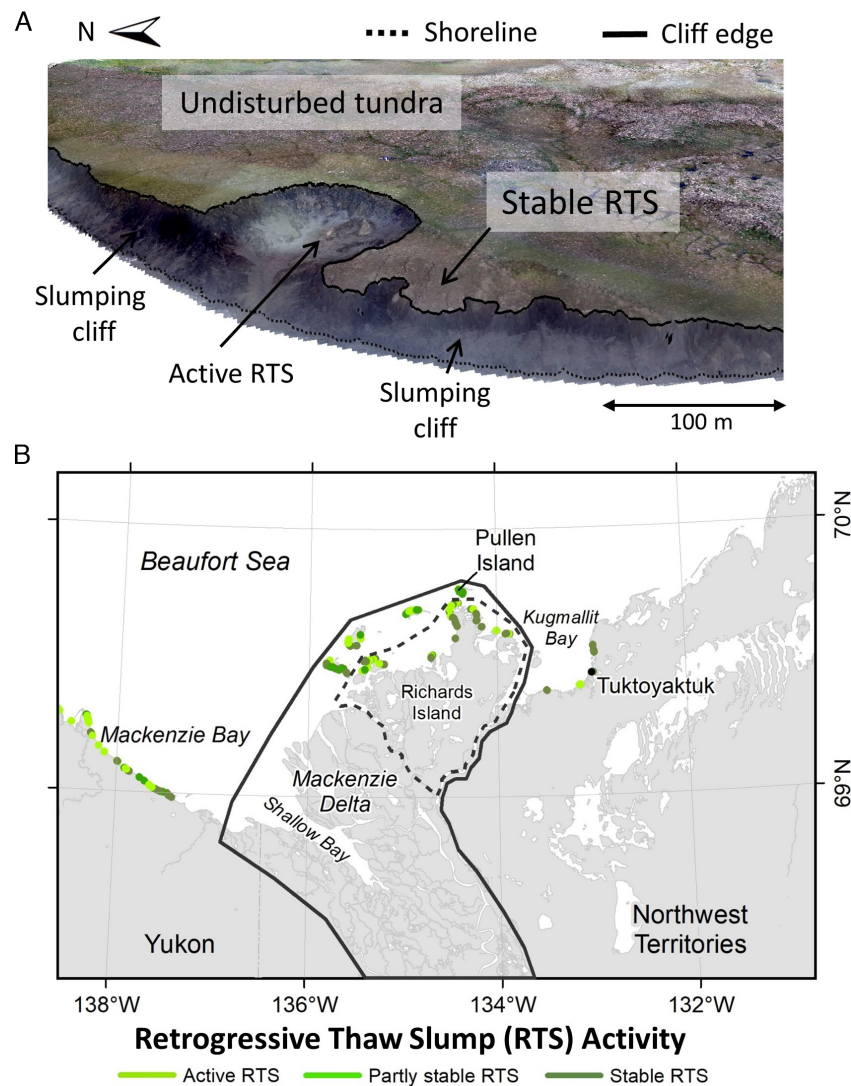 A
N
Shoreline
Cliff edge
Undisturbed tundra
Stable RTS
Slumping
cliff
Active RTS
Slumping
cliff
100 m
B
70°N
Beaufort Sea
Pullen
Island
Kugmallit
Bay
Richards
Island
Tuktoyaktuk
Mackenzie Bay
Mackenzie
Delta
Shallow Bay
69°N
Yukon
Northwest
Territories
138°W
136°W
134°W
132°W
Retrogressive Thaw Slump (RTS) Activity
Active RTS
Partly stable RTS
Stable RTS